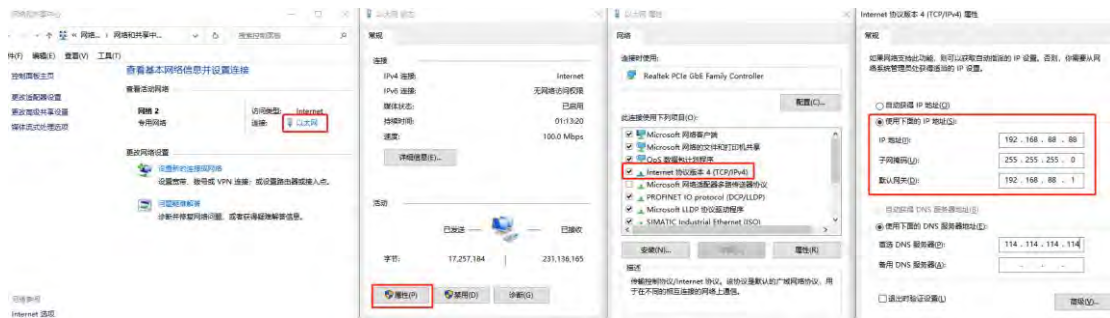 网络和共享中心
« 网络... › 网络和共享中...
搜索控制面板
件(F) 编辑(E) 查看(V) 工具(T)
控制面板主页
更改适配器设置
更改高级共享设置
媒体流式处理选项
查看基本网络信息并设置连接
查看活动网络
网络 2
专用网络
访问类型: Internet
连接: 以太网
更改网络设置
设置新的连接或网络
设置宽带、拨号或 VPN 连接；或设置路由器或接入点。
问题疑难解答
诊断并修复网络问题，或者获得疑难解答信息。
另请参阅
Internet 选项
以太网 状态
常规
连接
IPv4 连接: Internet
IPv6 连接: 无网络访问权限
媒体状态: 已启用
持续时间: 01:13:20
速度: 100.0 Mbps
详细信息(E)...
活动
已发送 — — 已接收
字节: 17,257,184 | 231,136,165
属性(P) 禁用(D) 诊断(G)
以太网 属性
网络
连接时使用:
Realtek PCIe GbE Family Controller
配置(C)...
此连接使用下列项目(O):
Microsoft 网络客户端
Microsoft 网络的文件和打印机共享
QoS 数据包计划程序
Internet 协议版本 4 (TCP/IPv4)
Microsoft 网络适配器多路传送器协议
PROFINET IO protocol (DCP/LLDP)
Microsoft LLDP 协议驱动程序
SIMATIC Industrial Ethernet (ISO)
安装(N)... 属性(R)
描述
传输控制协议/Internet 协议。该协议是默认的广域网络协议，用
于在不同的相互连接的网络上通信。
Internet 协议版本 4 (TCP/IPv4) 属性
常规
如果网络支持此功能，则可以获取自动指派的 IP 设置。否则，你需要从网
络系统管理员处获得适当的 IP 设置。
自动获得 IP 地址(O)
使用下面的 IP 地址(S):
IP 地址(I): 192 . 168 . 88 . 88
子网掩码(U): 255 . 255 . 255 . 0
默认网关(D): 192 . 168 . 88 . 1
自动获得 DNS 服务器地址(B)
使用下面的 DNS 服务器地址(E):
首选 DNS 服务器(P): 114 . 114 . 114 . 114
备用 DNS 服务器(A): . . .
退出时验证设置(L)
高级(V)...